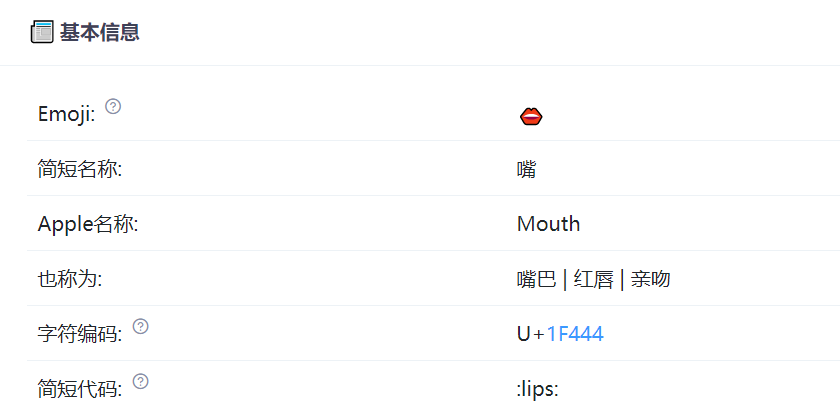 📰 基本信息
Emoji: ?
👄
简短名称:
嘴
Apple名称:
Mouth
也称为:
嘴巴 | 红唇 | 亲吻
字符编码: ?
U+1F444
简短代码: ?
:lips: